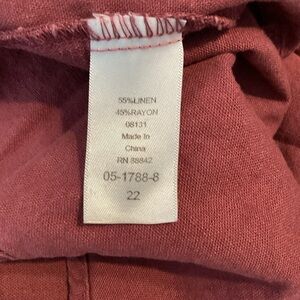 55%LINEN
45%RAYON
08131
Made In
China
RN 88842
05-1788-8
22